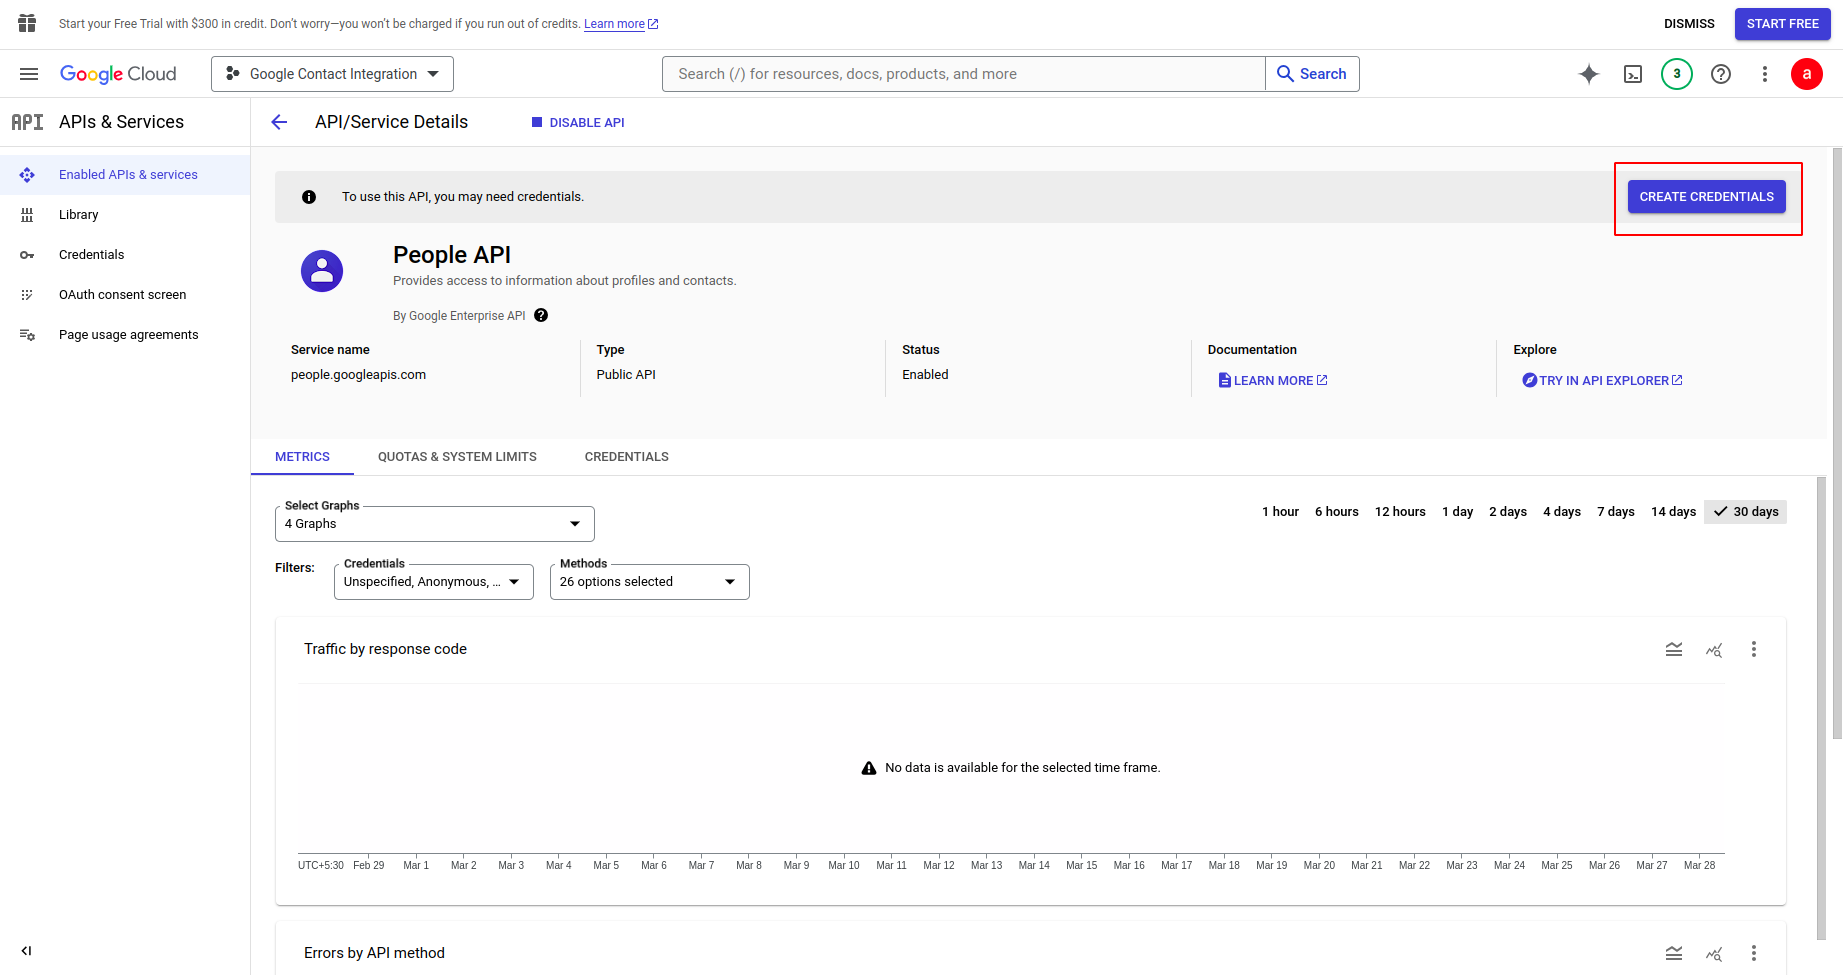 Start your Free Trial with $300 in credit. Don't worry—you won't be charged if you run out of credits. Learn more
DISMISS
START FREE
Google Cloud
Google Contact Integration
Search (/) for resources, docs, products, and more
Search
3
a
API
APIs & Services
API/Service Details
DISABLE API
Enabled APIs & services
Library
Credentials
OAuth consent screen
Page usage agreements
To use this API, you may need credentials.
CREATE CREDENTIALS
People API
Provides access to information about profiles and contacts.
By Google Enterprise API
Service name
people.googleapis.com
Type
Public API
Status
Enabled
Documentation
LEARN MORE
Explore
TRY IN API EXPLORER
METRICS
QUOTAS & SYSTEM LIMITS
CREDENTIALS
Select Graphs
4 Graphs
1 hour 6 hours 12 hours 1 day 2 days 4 days 7 days 14 days 30 days
Filters:
Credentials
Unspecified, Anonymous, ...
Methods
26 options selected
Traffic by response code
No data is available for the selected time frame.
UTC+5:30 Feb 29 Mar 1 Mar 2 Mar 3 Mar 4 Mar 5 Mar 6 Mar 7 Mar 8 Mar 9 Mar 10 Mar 11 Mar 12 Mar 13 Mar 14 Mar 15 Mar 16 Mar 17 Mar 18 Mar 19 Mar 20 Mar 21 Mar 22 Mar 23 Mar 24 Mar 25 Mar 26 Mar 27 Mar 28
Errors by API method